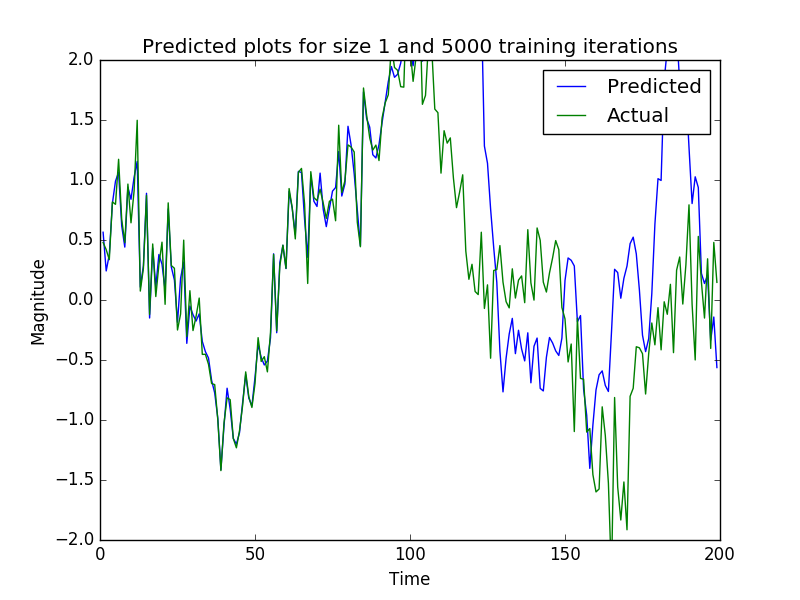 Predicted plots for size 1 and 5000 training iterations
Predicted
Actual
2.0
1.5
1.0
0.5
0.0
−0.5
−1.0
−1.5
−2.0
Magnitude
0
50
100
150
200
Time